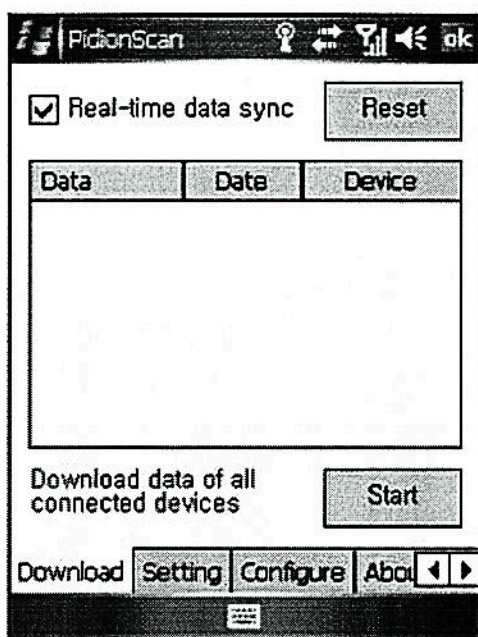 PidionScan ok
Real-time data sync Reset
Data Date Device
Download data of all
connected devices
Start
Download Setting Configure Abou